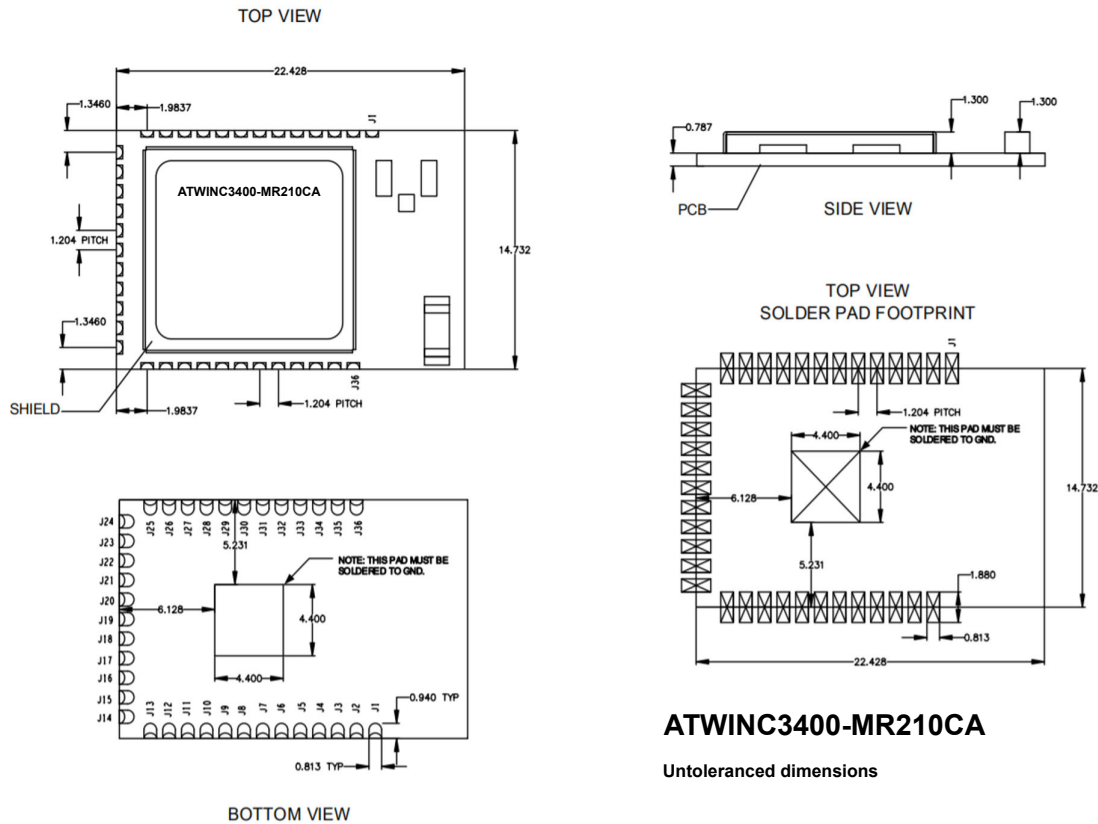 TOP VIEW
22.428
1.3460
1.9837
J1
ATWINC3400-MR210CA
1.204 PITCH
14.732
1.3460
J36
SHIELD
1.9837
1.204 PITCH
1.300
1.300
0.787
PCB
SIDE VIEW
TOP VIEW
SOLDER PAD FOOTPRINT
J1
1.204 PITCH
NOTE: THIS PAD MUST BE
SOLDERED TO GND.
4.400
4.400
14.732
6.128
5.231
1.880
0.813
22.428
J24
J23
J22
J21
J20
J19
J18
J17
J16
J15
J14
J25
J26
J27
J28
J29
J30
J31
J32
J33
J34
J35
J36
5.231
NOTE: THIS PAD MUST BE
SOLDERED TO GND.
6.128
4.400
4.400
J13
J12
J11
J10
J9
J8
J7
J6
J5
J4
J3
J2
J1
0.940 TYP
0.813 TYP
BOTTOM VIEW
ATWINC3400-MR210CA
Untoleranced dimensions